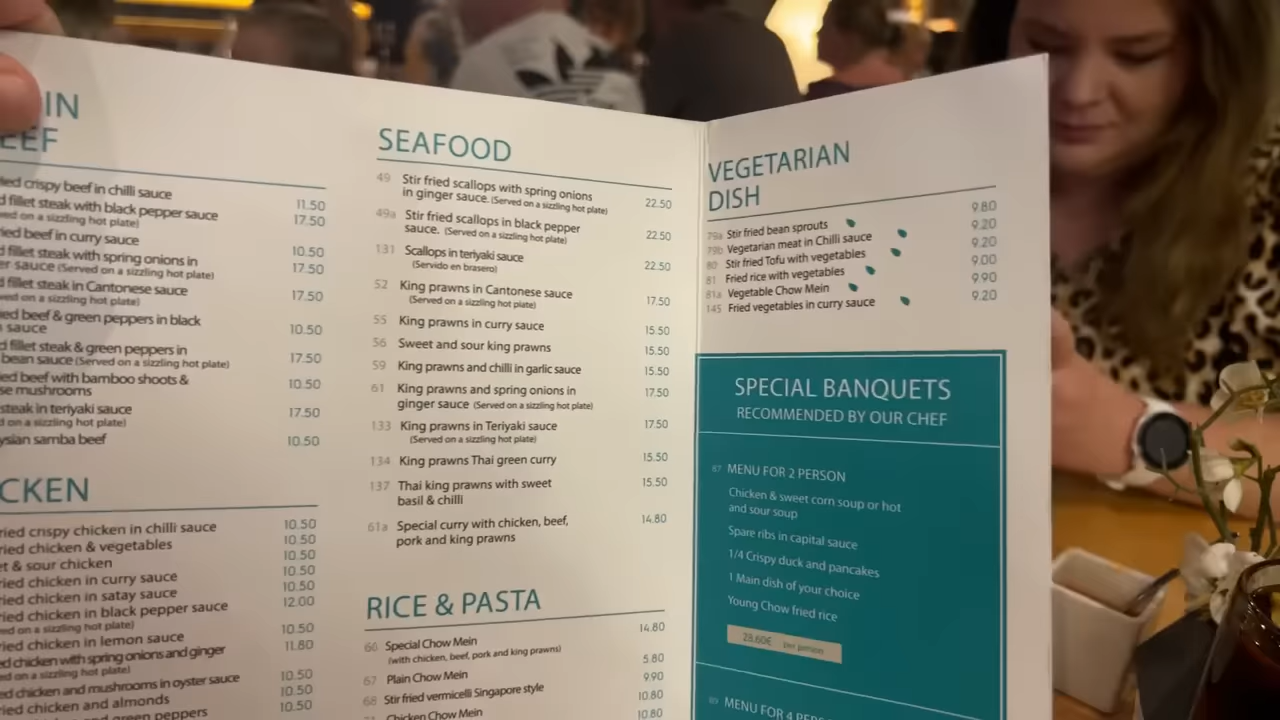 IN
EEF
ied crispy beef in chilli sauce 11.50
d fillet steak with black pepper sauce 17.50
ved on a sizzling hot plate)
ied beef in curry sauce 10.50
d fillet steak with spring onions in 17.50
er sauce (Served on a sizzling hot plate)
d fillet steak in Cantonese sauce 17.50
ved on a sizzling hot plate)
ied beef & green peppers in black 10.50
sauce
d fillet steak & green peppers in 17.50
bean sauce (Served on a sizzling hot plate)
ied beef with bamboo shoots & 10.50
se mushrooms
steak in teriyaki sauce 17.50
d on a sizzling hot plate)
ysian samba beef 10.50
CKEN
ried crispy chicken in chilli sauce 10.50
ried chicken & vegetables 10.50
et & sour chicken 10.50
ried chicken in curry sauce 10.50
ried chicken in satay sauce 10.50
ried chicken in black pepper sauce 12.00
ed on a sizzling hot plate)
ried chicken in lemon sauce 10.50
ed chicken with spring onions and ginger 11.80
ed on a sizzling hot plate)
ed chicken and mushrooms in oyster sauce 10.50
ried chicken and almonds 10.50
and green peppers 10.50
SEAFOOD
49 Stir fried scallops with spring onions 22.50
in ginger sauce. (Served on a sizzling hot plate)
49a Stir fried scallops in black pepper 22.50
sauce. (Served on a sizzling hot plate)
131 Scallops in teriyaki sauce 22.50
(Servido en brasero)
52 King prawns in Cantonese sauce 17.50
(Served on a sizzling hot plate)
55 King prawns in curry sauce 15.50
56 Sweet and sour king prawns 15.50
59 King prawns and chilli in garlic sauce 15.50
61 King prawns and spring onions in 17.50
ginger sauce (Served on a sizzling hot plate)
133 King prawns in Teriyaki sauce 17.50
(Served on a sizzling hot plate)
134 King prawns Thai green curry 15.50
137 Thai king prawns with sweet 15.50
basil & chilli
61a Special curry with chicken, beef, 14.80
pork and king prawns
RICE & PASTA
66 Special Chow Mein 14.80
(with chicken, beef, pork and king prawns)
67 Plain Chow Mein 5.80
68 Stir fried vermicelli Singapore style 9.90
Chicken Chow Mein 10.80
10.80
VEGETARIAN
DISH
79a Stir fried bean sprouts 9.80
79b Vegetarian meat in Chilli sauce 9.20
80 Stir fried Tofu with vegetables 9.20
81 Fried rice with vegetables 9.00
81a Vegetable Chow Mein 9.90
145 Fried vegetables in curry sauce 9.20
SPECIAL BANQUETS
RECOMMENDED BY OUR CHEF
87 MENU FOR 2 PERSON
Chicken & sweet corn soup or hot
and sour soup
Spare ribs in capital sauce
1/4 Crispy duck and pancakes
1 Main dish of your choice
Young Chow fried rice
28.60€ (per person)
89 MENU FOR 4 PERSO